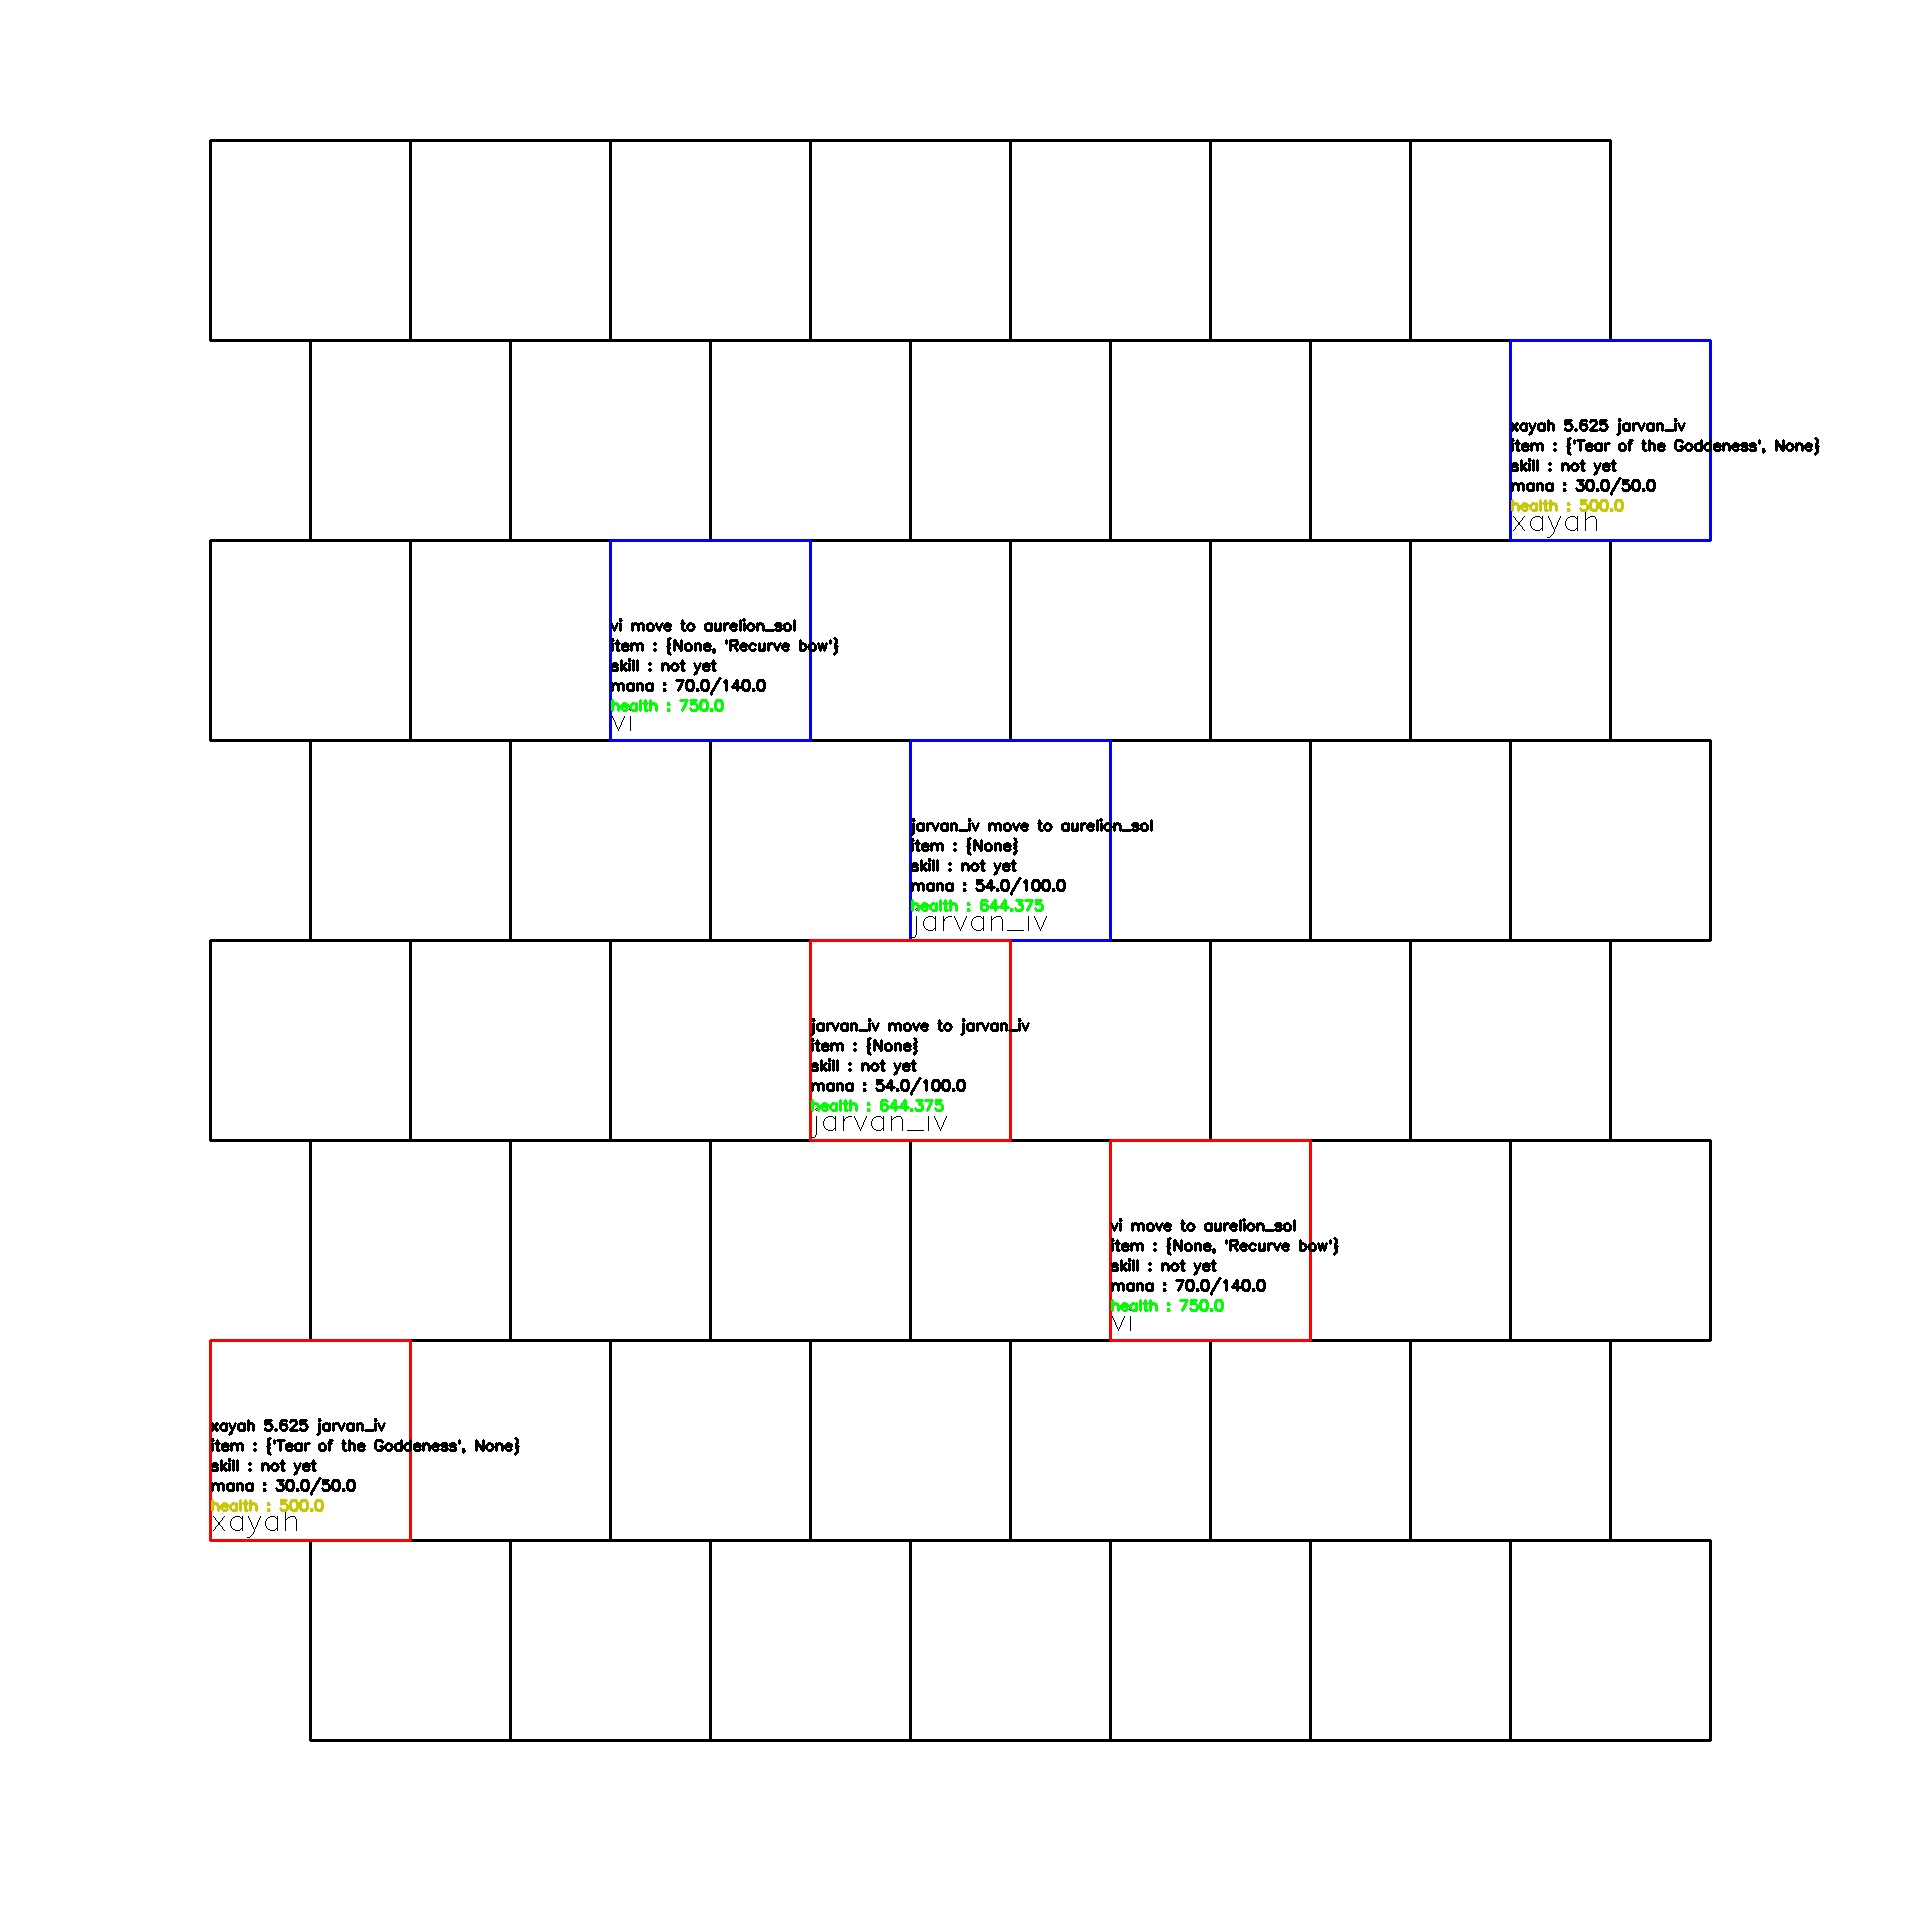 xayah 5.625 jarvan_iv
item : {'Tear of the Goddeness', None}
skill : not yet
mana : 30.0/50.0
health : 500.0
xayah
vi move to aurelion_sol
item : {None, 'Recurve bow'}
skill : not yet
mana : 70.0/140.0
health : 750.0
vi
jarvan_iv move to aurelion_sol
item : {None}
skill : not yet
mana : 54.0/100.0
health : 644.375
jarvan_iv
jarvan_iv move to jarvan_iv
item : {None}
skill : not yet
mana : 54.0/100.0
health : 644.375
jarvan_iv
vi move to aurelion_sol
item : {None, 'Recurve bow'}
skill : not yet
mana : 70.0/140.0
health : 750.0
vi
xayah 5.625 jarvan_iv
item : {'Tear of the Goddeness', None}
skill : not yet
mana : 30.0/50.0
health : 500.0
xayah